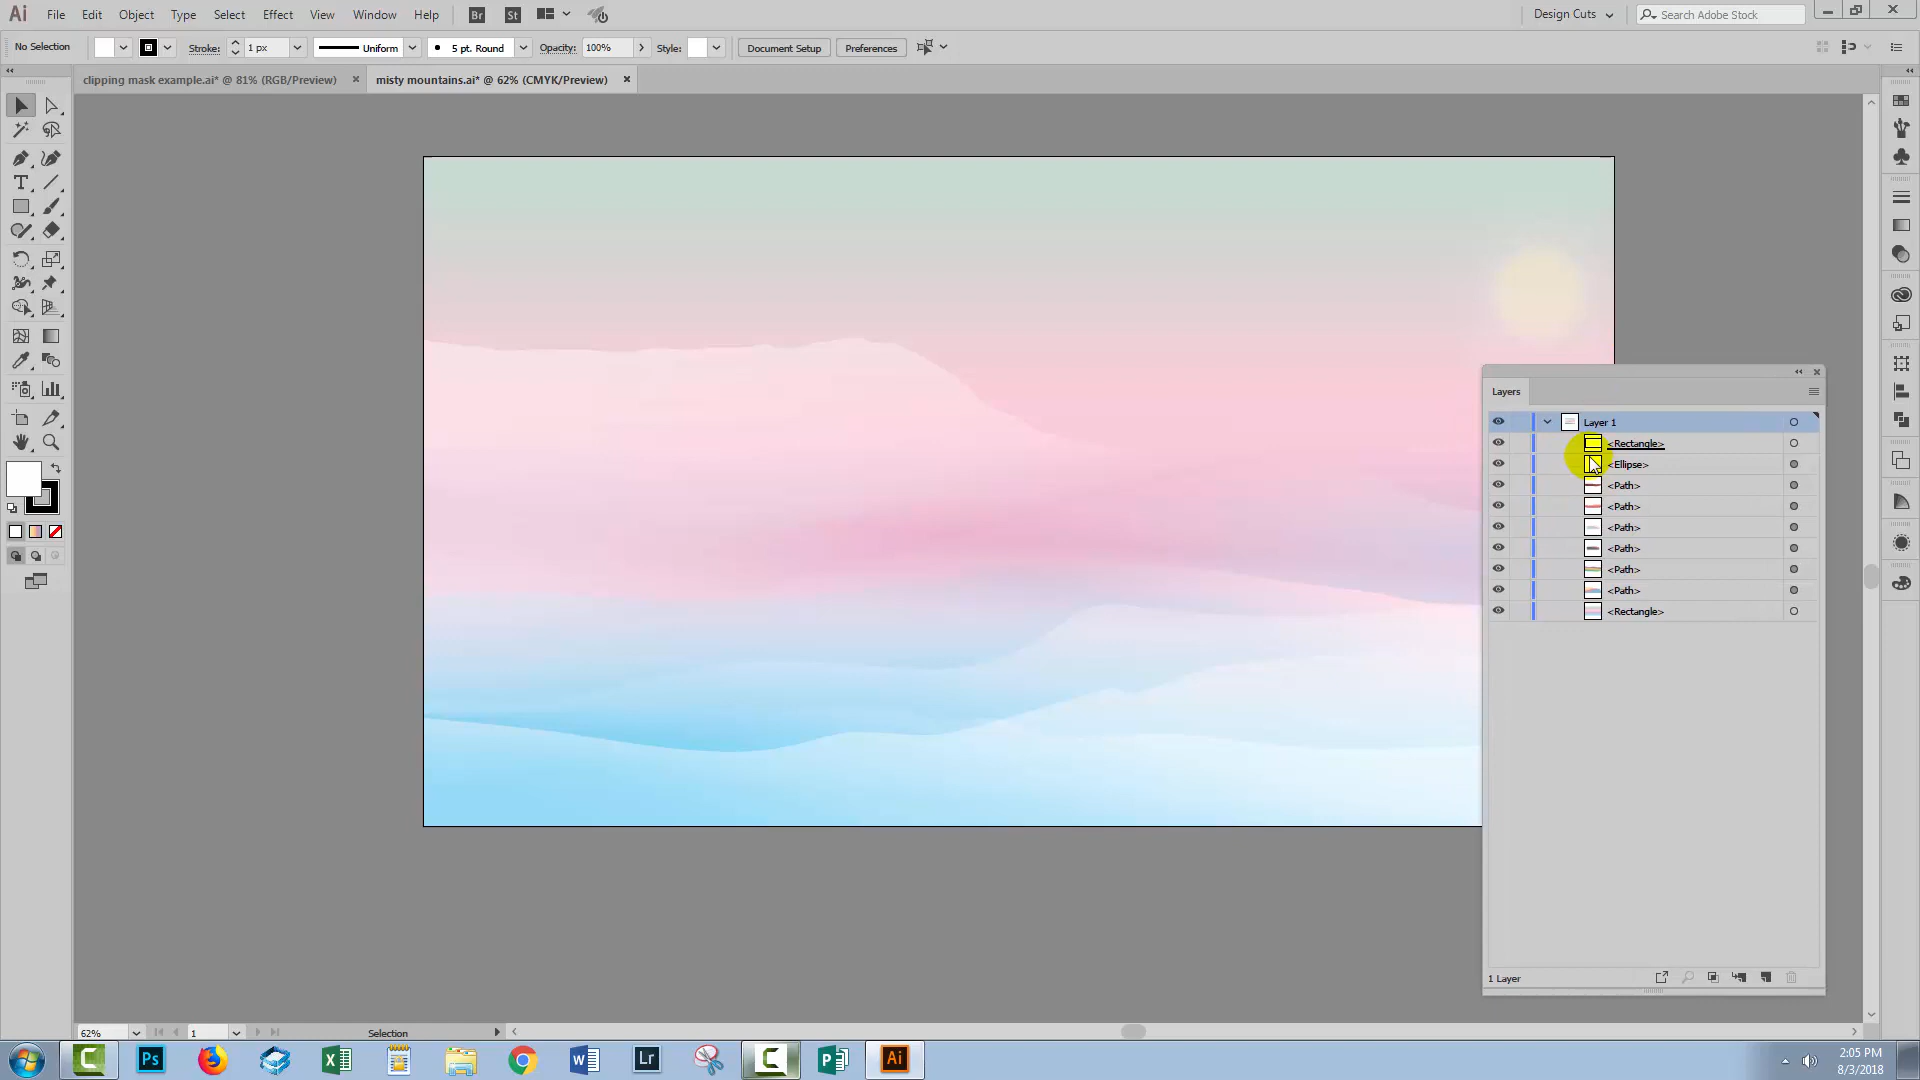 Ai File Edit Object Type Select Effect View Window Help Br St Design Cuts Search Adobe Stock
No Selection Stroke: 1 px Uniform 5 pt. Round Opacity: 100% Style: Document Setup Preferences
clipping mask example.ai* @ 81% (RGB/Preview) misty mountains.ai* @ 62% (CMYK/Preview)
Layers
Layer 1
<Rectangle>
<Ellipse>
<Path>
<Path>
<Path>
<Path>
<Path>
<Path>
<Rectangle>
1 Layer
62% 1 Selection
Ps Lr Ai
2:05 PM
8/3/2018